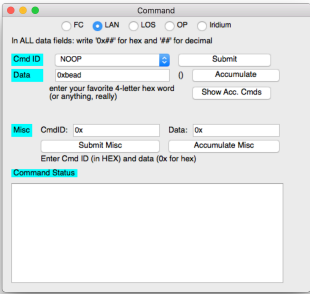 Command
FC LAN LOS OP Iridium
In ALL data fields: write '0x##' for hex and '##' for decimal
Cmd ID NOOP Submit
Data 0xbead () Accumulate
enter your favorite 4-letter hex word
(or anything, really)
Show Acc. Cmds
Misc CmdID: 0x Data: 0x
Submit Misc Accumulate Misc
Enter Cmd ID (in HEX) and data (0x for hex)
Command Status